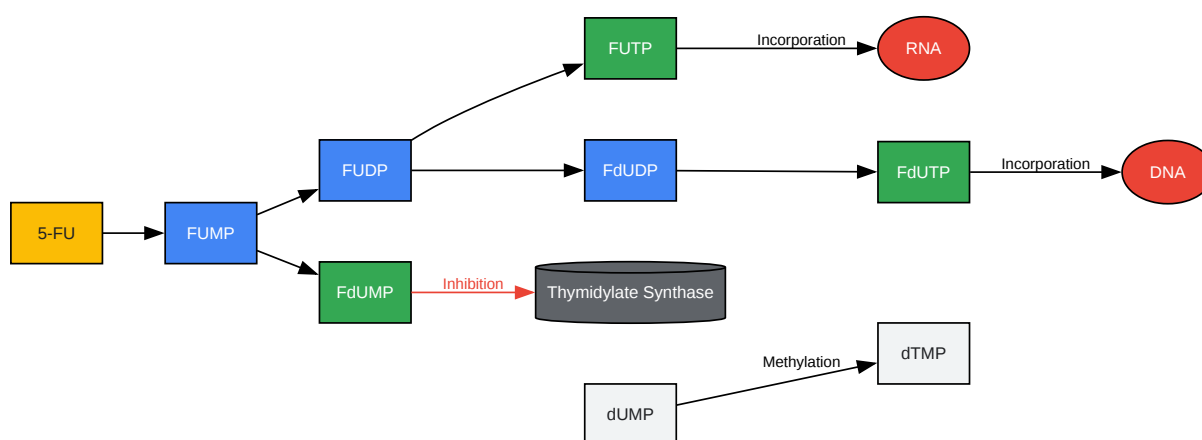 FUTP
Incorporation
RNA
FUDP
FdUDP
FdUTP
Incorporation
DNA
5-FU
FUMP
FdUMP
Inhibition
Thymidylate Synthase
dUMP
Methylation
dTMP